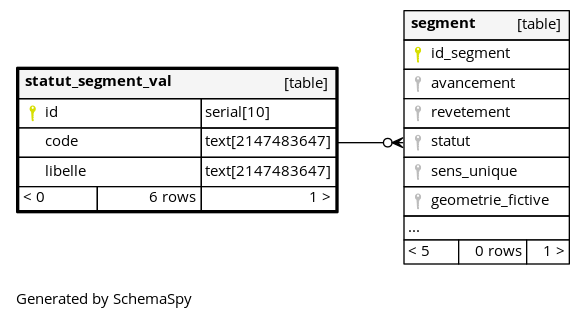 statut_segment_val [table]
id serial[10]
code text[2147483647]
libelle text[2147483647]
< 0 6 rows 1 >
segment [table]
id_segment
avancement
revetement
statut
sens_unique
geometrie_fictive
...
< 5 0 rows 1 >
Generated by SchemaSpy